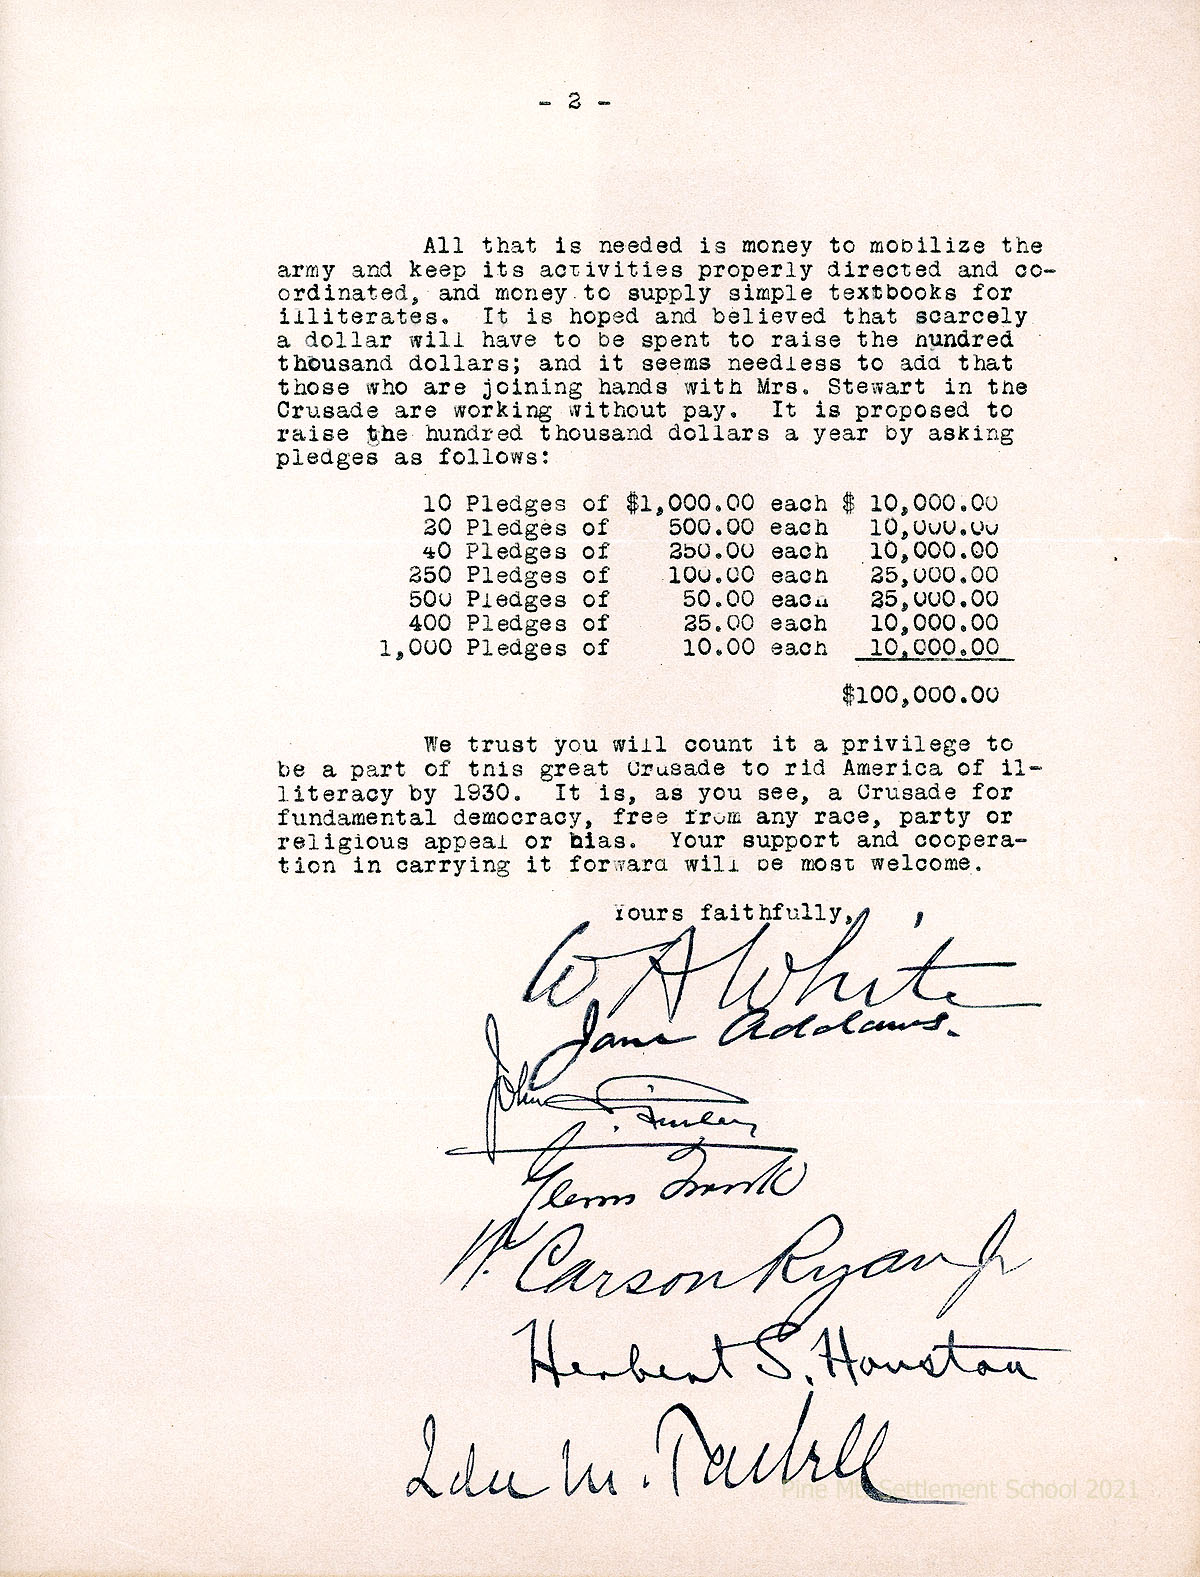 - 2 -
All that is needed is money to mobilize the
army and keep its activities properly directed and co-
ordinated, and money to supply simple textbooks for
illiterates. It is hoped and believed that scarcely
a dollar will have to be spent to raise the hundred
thousand dollars; and it seems needless to add that
those who are joining hands with Mrs. Stewart in the
Crusade are working without pay. It is proposed to
raise the hundred thousand dollars a year by asking
pledges as follows:
10 Pledges of $1,000.00 each $ 10,000.00
20 Pledges of 500.00 each 10,000.00
40 Pledges of 250.00 each 10,000.00
250 Pledges of 100.00 each 25,000.00
500 Pledges of 50.00 each 25,000.00
400 Pledges of 25.00 each 10,000.00
1,000 Pledges of 10.00 each 10,000.00
$100,000.00
We trust you will count it a privilege to
be a part of this great Crusade to rid America of il-
literacy by 1930. It is, as you see, a Crusade for
fundamental democracy, free from any race, party or
religious appeal or bias. Your support and coopera-
tion in carrying it forward will be most welcome.
Yours faithfully,
W A White
Jane Addams.
John Finley
Glenn Frank
W. Carson Ryan Jr
Herbert S. Houston
Ida M. Tarbell
Pine Mt. Settlement School 2021